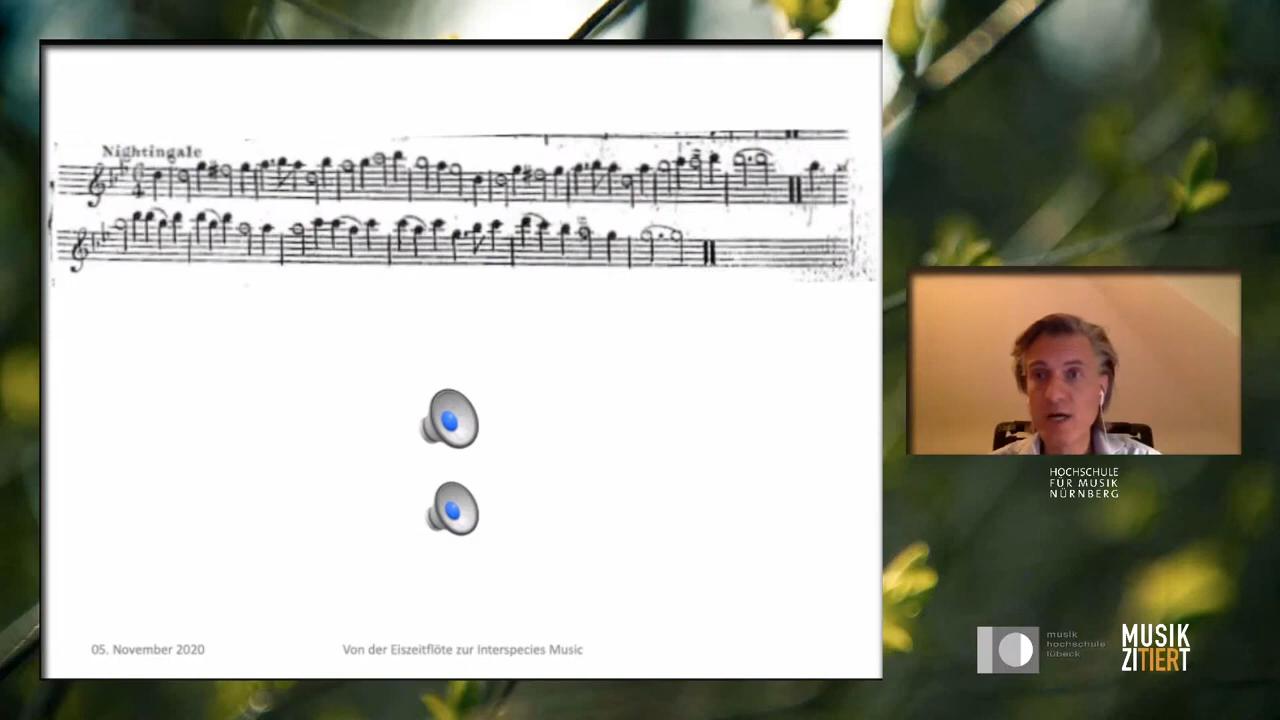 Nightingale
05. November 2020
Von der Eiszeitflöte zur Interspecies Music
HOCHSCHULE
FÜR MUSIK
NÜRNBERG
musik
hochschule
lübeck
MUSIK
ZITIERT